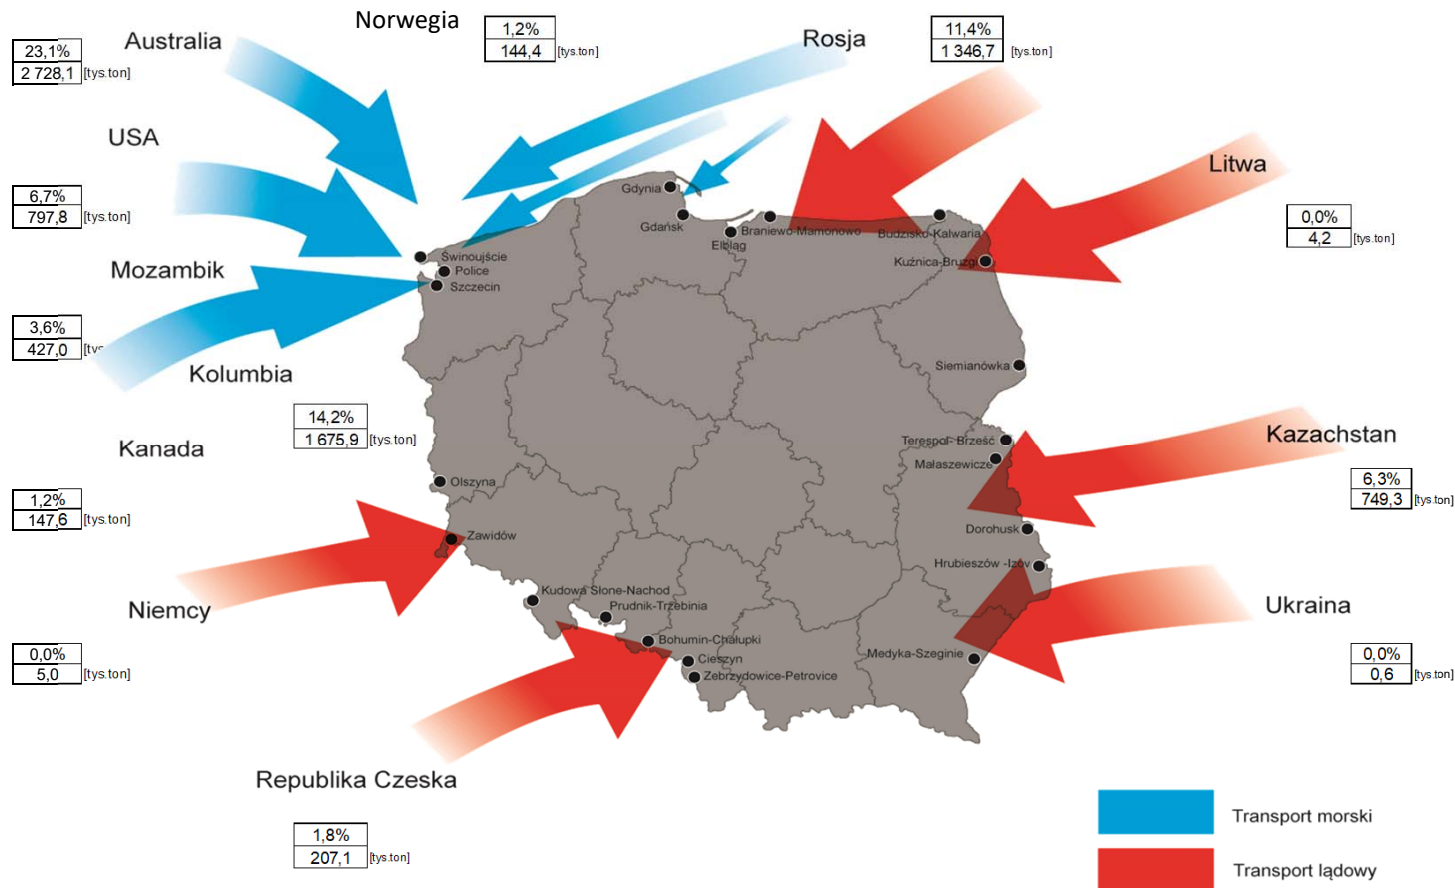 Norwegia
1,2%
144,4 [tys.ton]
Australia
23,1%
2 728,1 [tys.ton]
Rosja
11,4%
1 346,7 [tys.ton]
USA
6,7%
797,8 [tys.ton]
Litwa
0,0%
4,2 [tys.ton]
Mozambik
3,6%
427,0 [tys
Kolumbia
14,2%
1 675,9 [tys.ton]
Kanada
1,2%
147,6 [tys.ton]
Kazachstan
6,3%
749,3 [tys.ton]
Niemcy
0,0%
5,0 [tys.ton]
Ukraina
0,0%
0,6 [tys.ton]
Republika Czeska
1,8%
207,1 [tys.ton]
Gdynia
Gdańsk
Elbląg
Braniewo-Mamonowo
Budzisko-Kalwaria
Kuźnica-Bruzgi
Świnoujście
Police
Szczecin
Siemianówka
Terespol- Brześć
Małaszewicze
Olszyna
Dorohusk
Zawidów
Hrubieszów -Izov
Kudowa Słone-Nachod
Prudnik-Trzebinia
Bohumin-Chałupki
Cieszyn
Zebrzydowice-Petrovice
Medyka-Szeginie
Transport morski
Transport lądowy